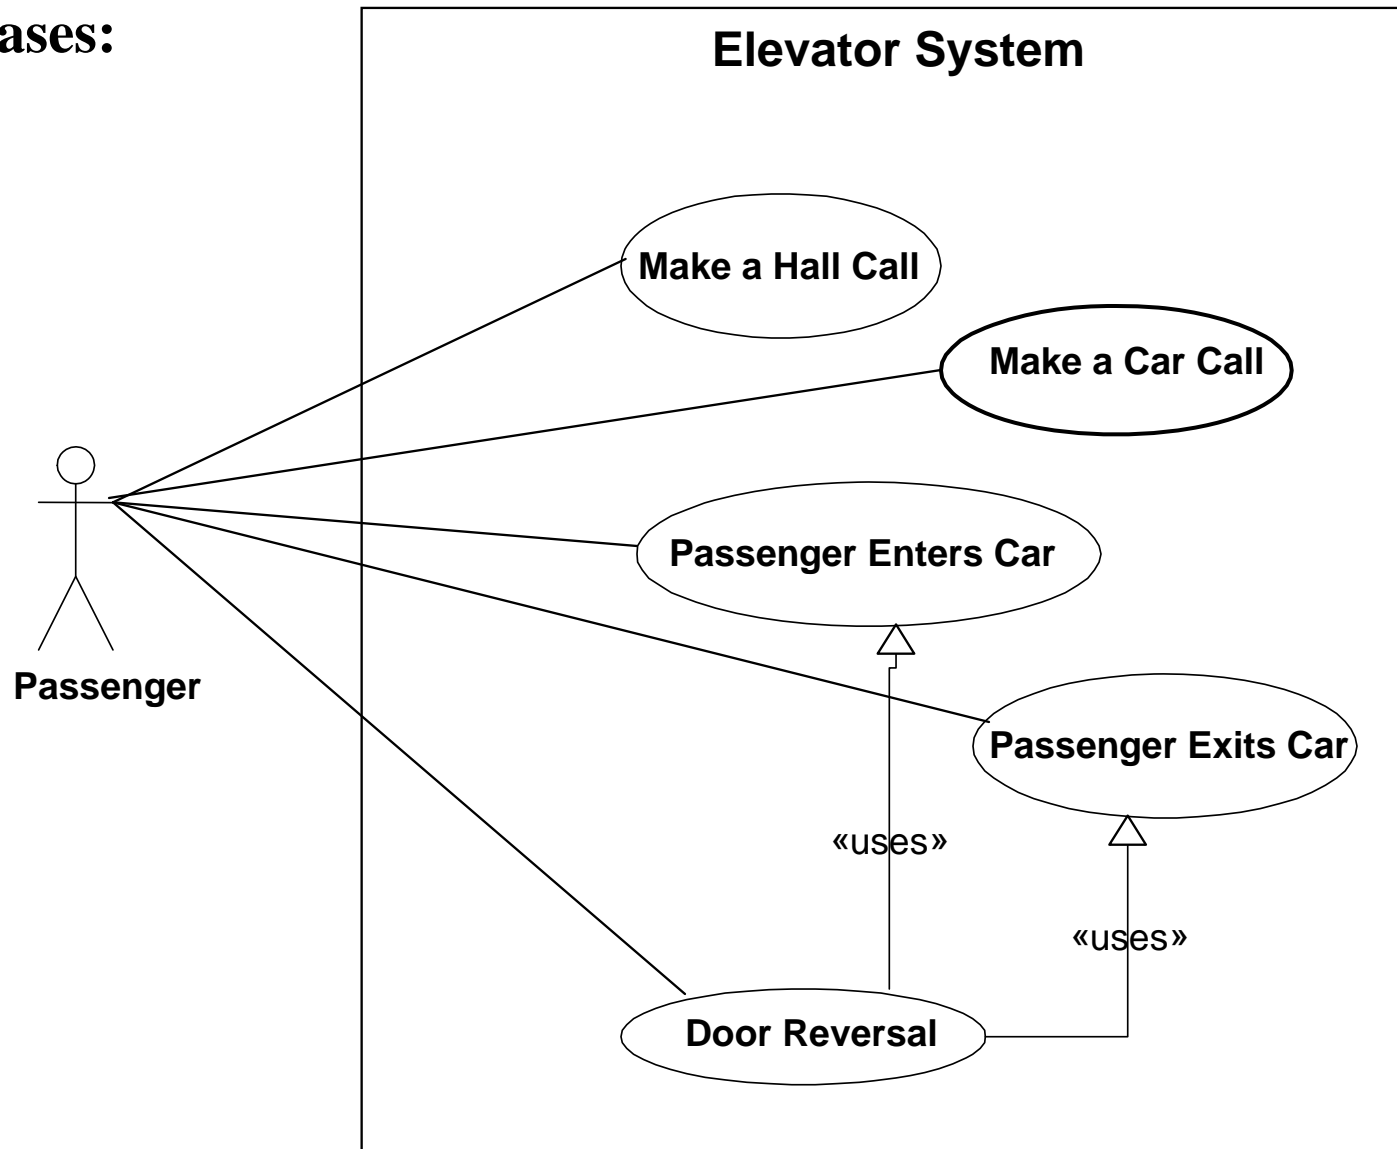 ases:
Elevator System
Make a Hall Call
Make a Car Call
Passenger Enters Car
Passenger
Passenger Exits Car
«uses»
«uses»
Door Reversal